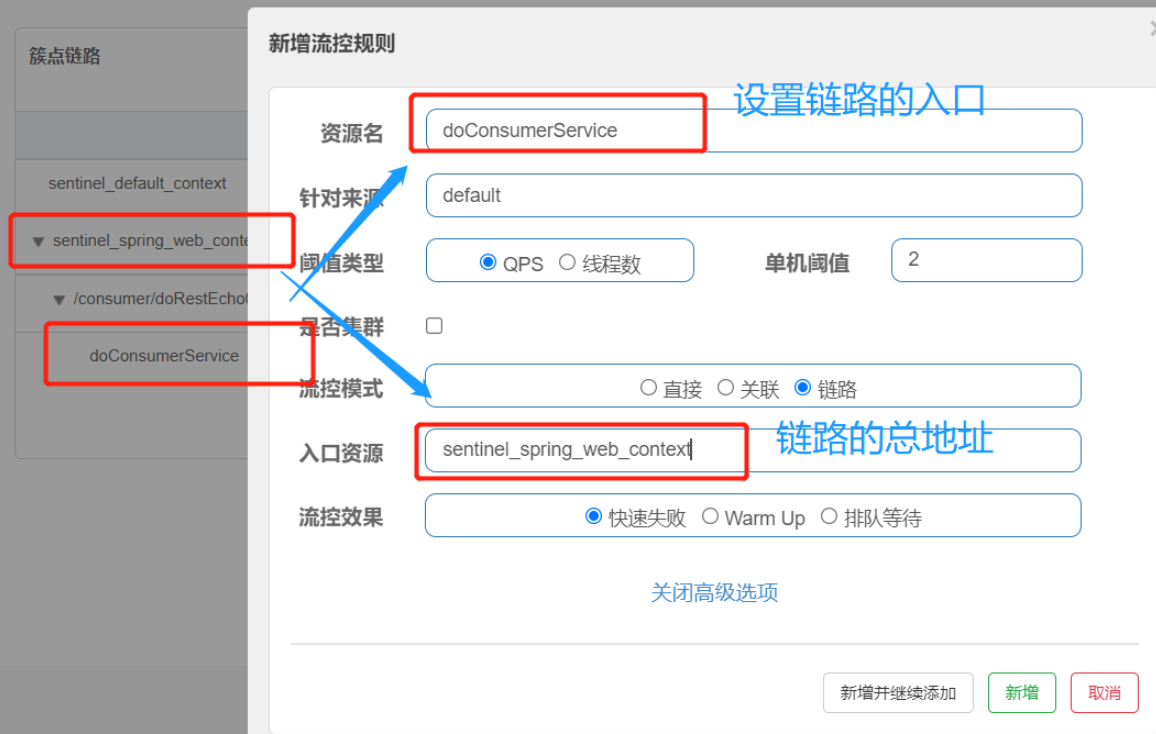 簇点链路
sentinel_default_context
sentinel_spring_web_conte
/consumer/doRestEcho
doConsumerService
新增流控规则
设置链路的入口
资源名
doConsumerService
针对来源
default
阈值类型
QPS 线程数
单机阈值
2
是否集群
流控模式
直接 关联 链路
链路的总地址
入口资源
sentinel_spring_web_context
流控效果
快速失败 Warm Up 排队等待
关闭高级选项
新增并继续添加 新增 取消